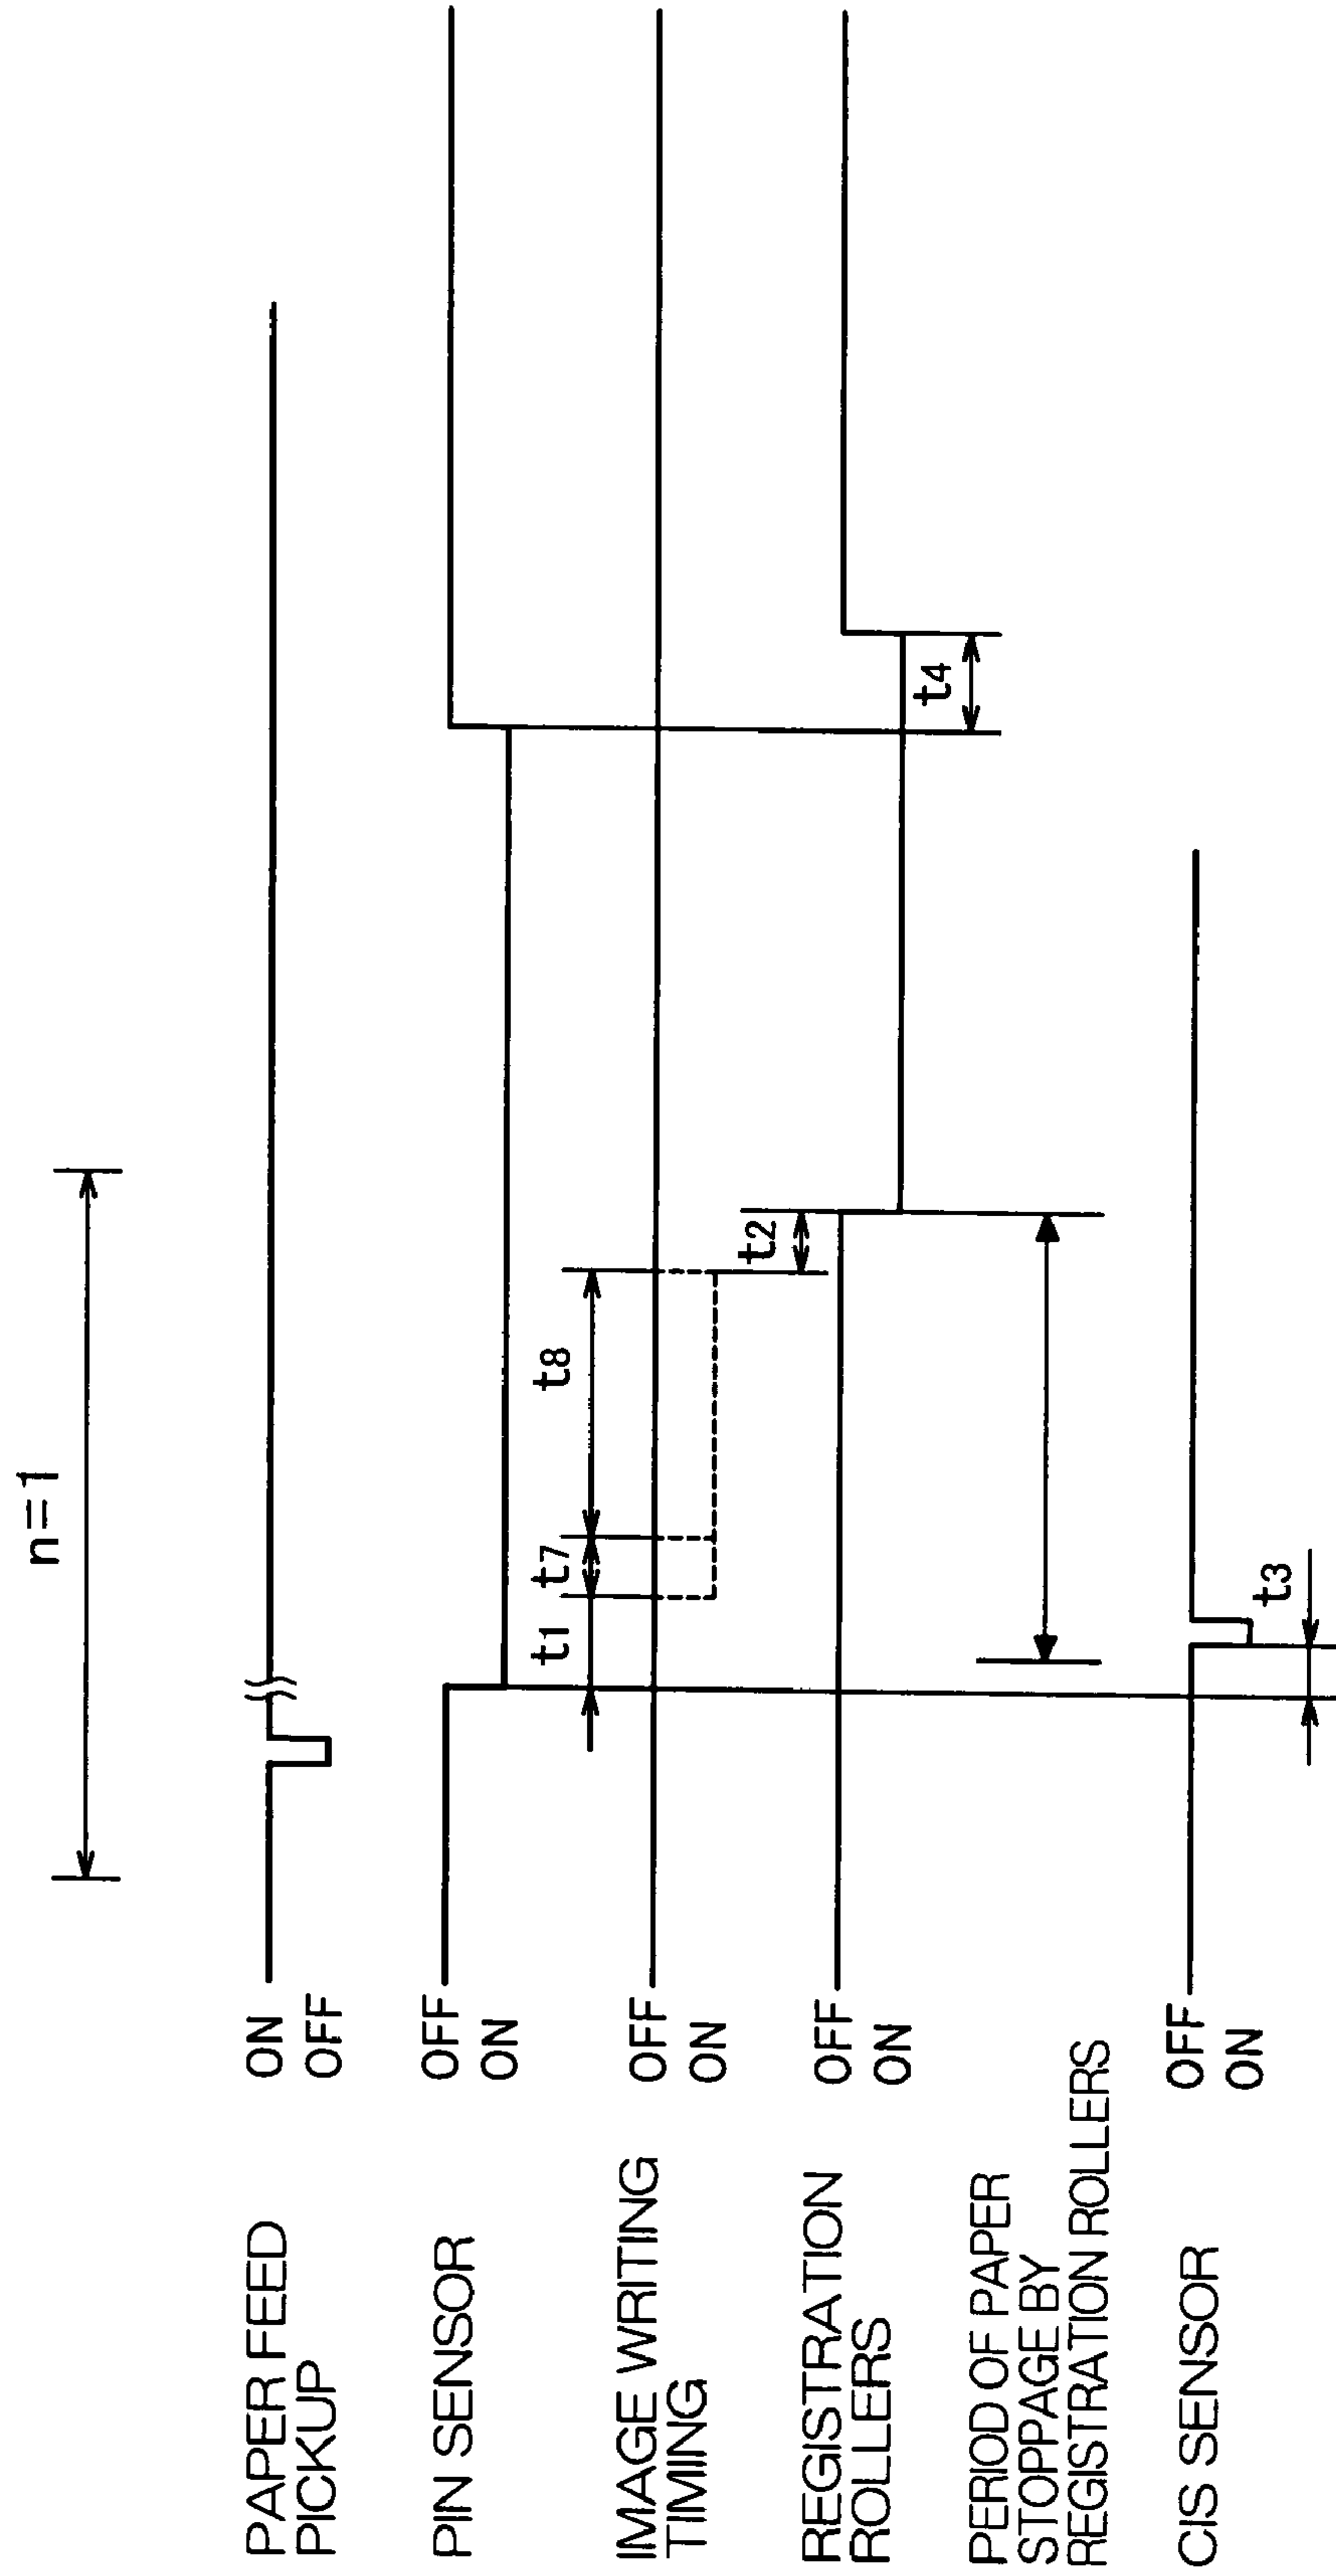 n=1
PAPER FEED
PICKUP
ON
OFF
PIN SENSOR
OFF
ON
t1
t7
t8
IMAGE WRITING
TIMING
OFF
ON
t2
REGISTRATION
ROLLERS
OFF
ON
t4
PERIOD OF PAPER
STOPPAGE BY
REGISTRATION ROLLERS
CIS SENSOR
OFF
ON
t3